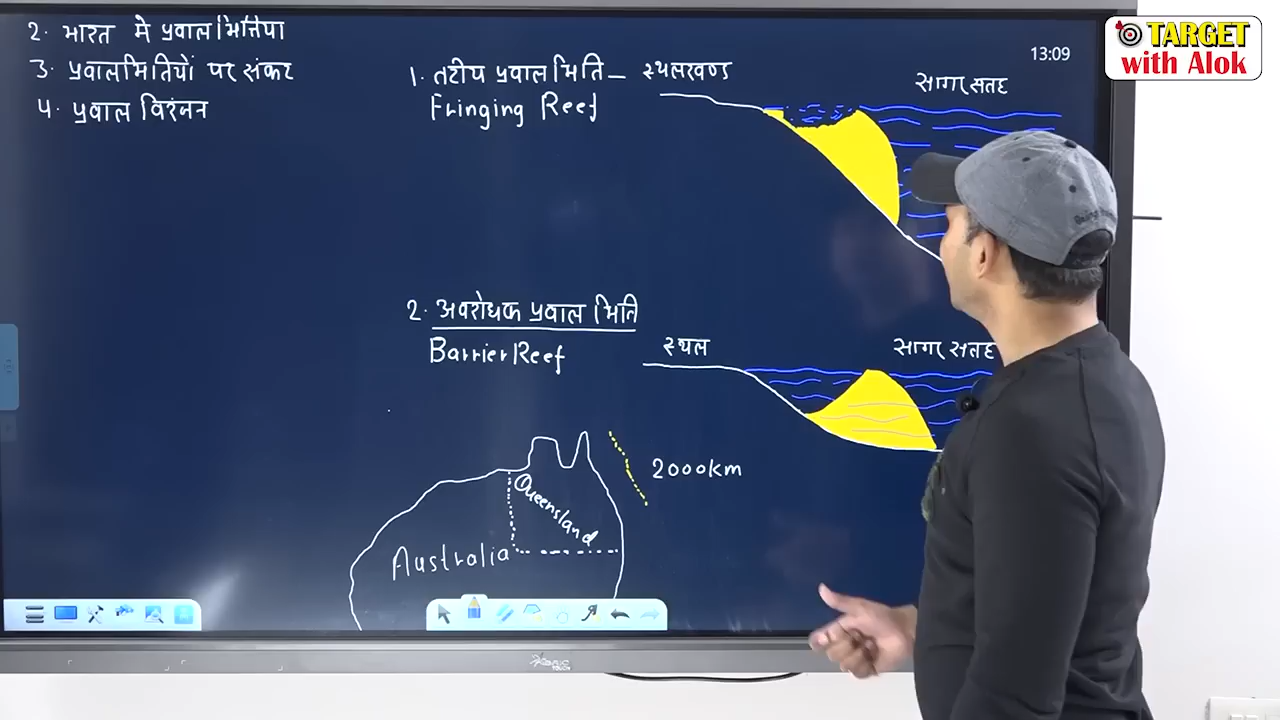 2. भारत में प्रवाल भित्तियां
3. प्रवालभितियों पर संकट
4. प्रवाल विरंजन
1. तटीय प्रवाल भिति – स्थलखण्ड
Fringing Reef
सागर सतह
13:09
TARGET
with Alok
2. अवरोधक प्रवाल भिति
Barrier Reef
स्थल
सागर सतह
2000km
Queensland
Australia